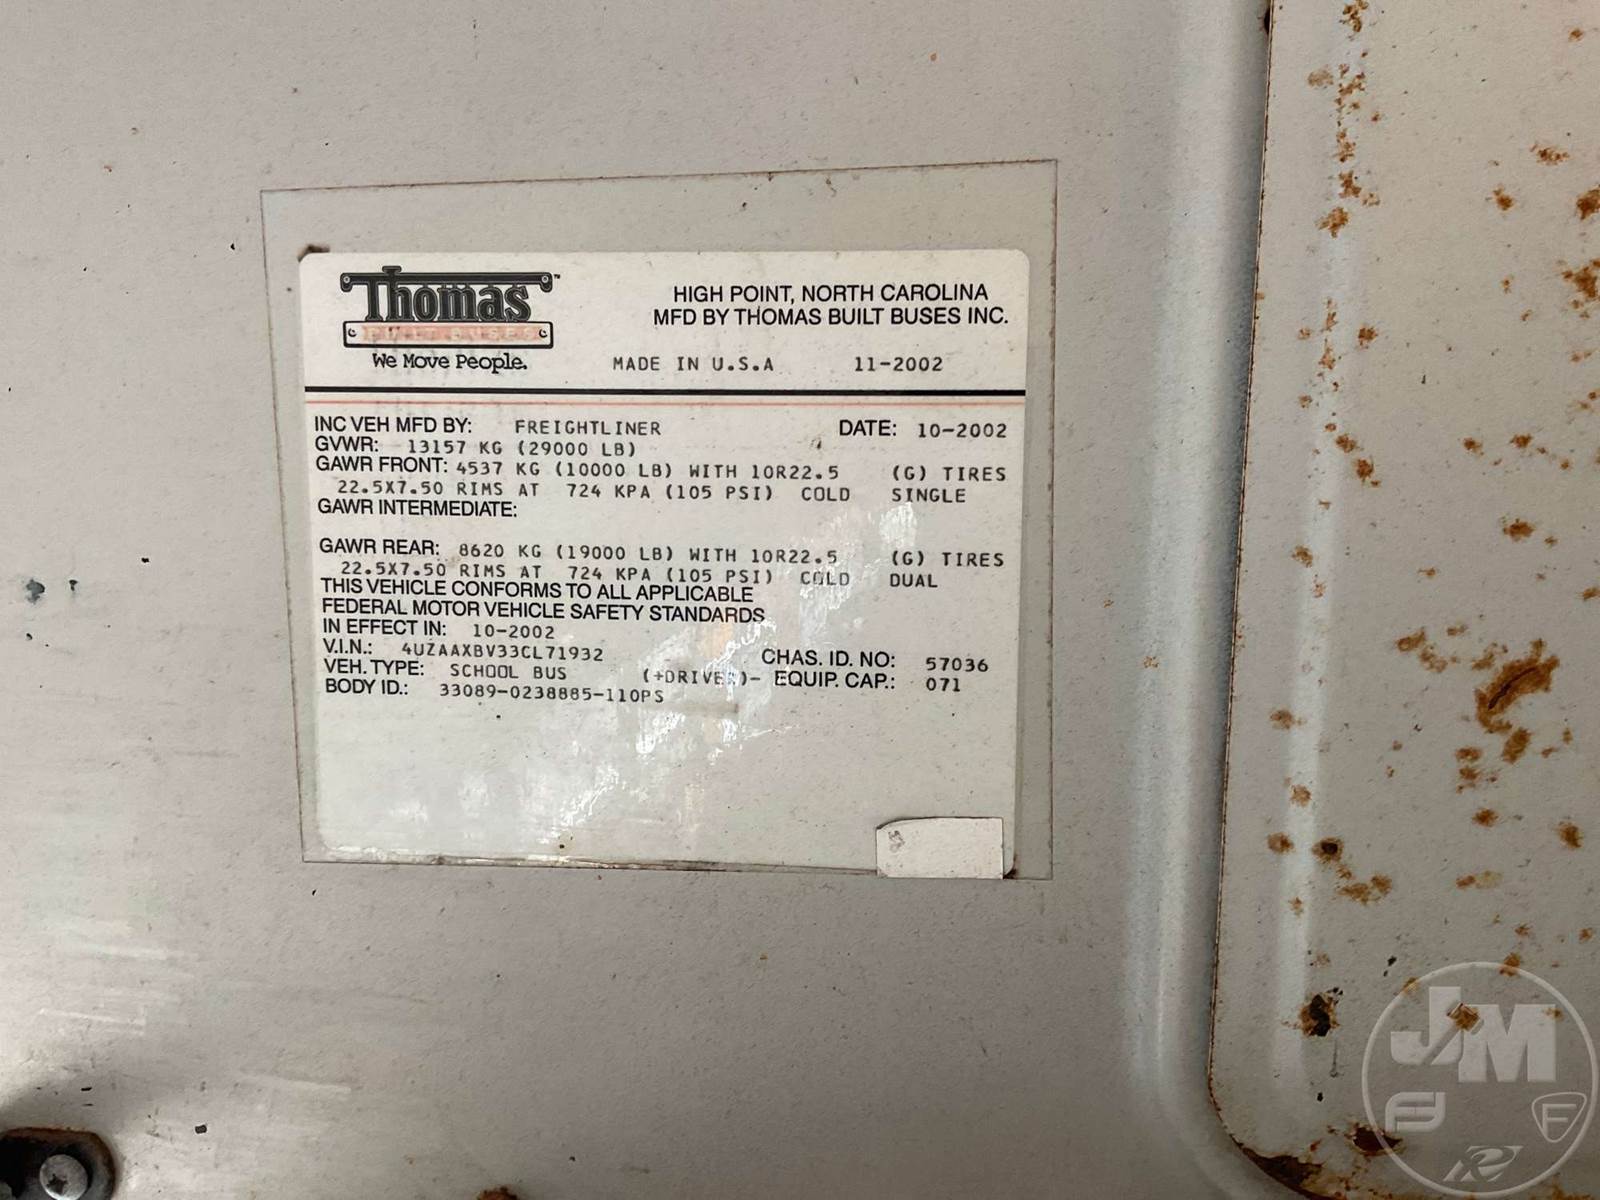 Thomas™
BUILT BUSES
We Move People.
HIGH POINT, NORTH CAROLINA
MFD BY THOMAS BUILT BUSES INC.
MADE IN U.S.A 11-2002
INC VEH MFD BY: FREIGHTLINER DATE: 10-2002
GVWR: 13157 KG (29000 LB)
GAWR FRONT: 4537 KG (10000 LB) WITH 10R22.5 (G) TIRES
22.5X7.50 RIMS AT 724 KPA (105 PSI) COLD SINGLE
GAWR INTERMEDIATE:
GAWR REAR: 8620 KG (19000 LB) WITH 10R22.5 (G) TIRES
22.5X7.50 RIMS AT 724 KPA (105 PSI) COLD DUAL
THIS VEHICLE CONFORMS TO ALL APPLICABLE
FEDERAL MOTOR VEHICLE SAFETY STANDARDS
IN EFFECT IN: 10-2002
V.I.N.: 4UZAAXBV33CL71932 CHAS. ID. NO: 57036
VEH. TYPE: SCHOOL BUS (+DRIVER)- EQUIP. CAP.: 071
BODY ID.: 33089-0238885-110PS
JM